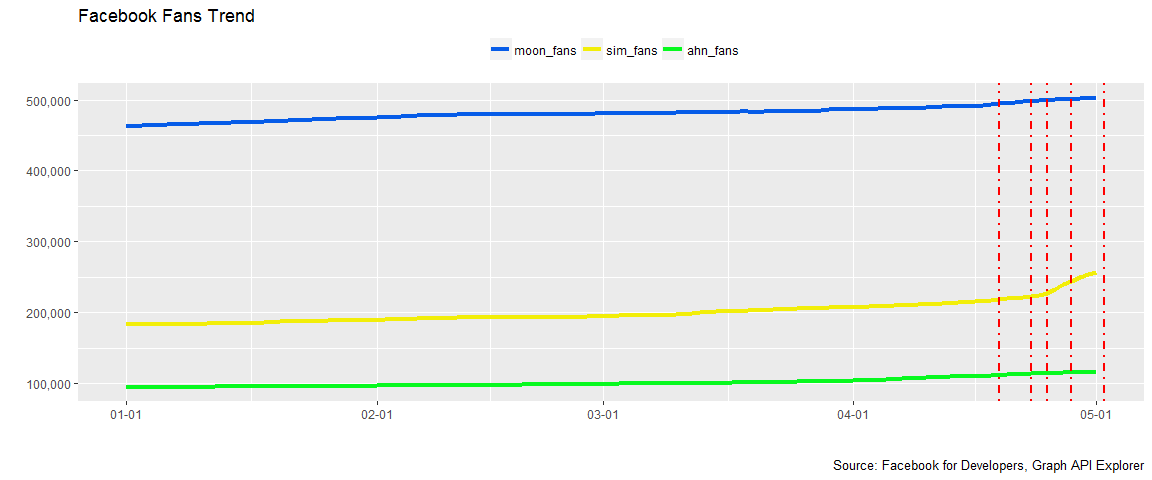 Facebook Fans Trend
moon_fans sim_fans ahn_fans
500,000
400,000
300,000
200,000
100,000
01-01 02-01 03-01 04-01 05-01
Source: Facebook for Developers, Graph API Explorer